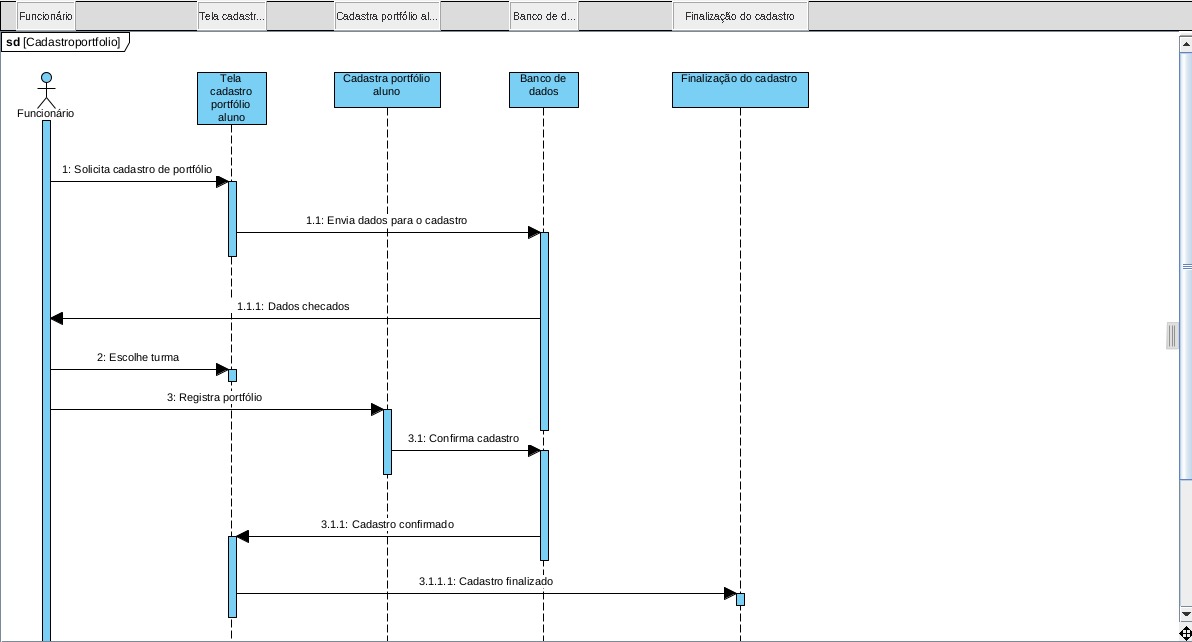 Funcionário
Tela cadastr...
Cadastra portfólio al...
Banco de d...
Finalização do cadastro
sd [Cadastroportfolio]
Funcionário
Tela
cadastro
portfólio
aluno
Cadastra portfólio
aluno
Banco de
dados
Finalização do cadastro
1: Solicita cadastro de portfólio
1.1: Envia dados para o cadastro
1.1.1: Dados checados
2: Escolhe turma
3: Registra portfólio
3.1: Confirma cadastro
3.1.1: Cadastro confirmado
3.1.1.1: Cadastro finalizado